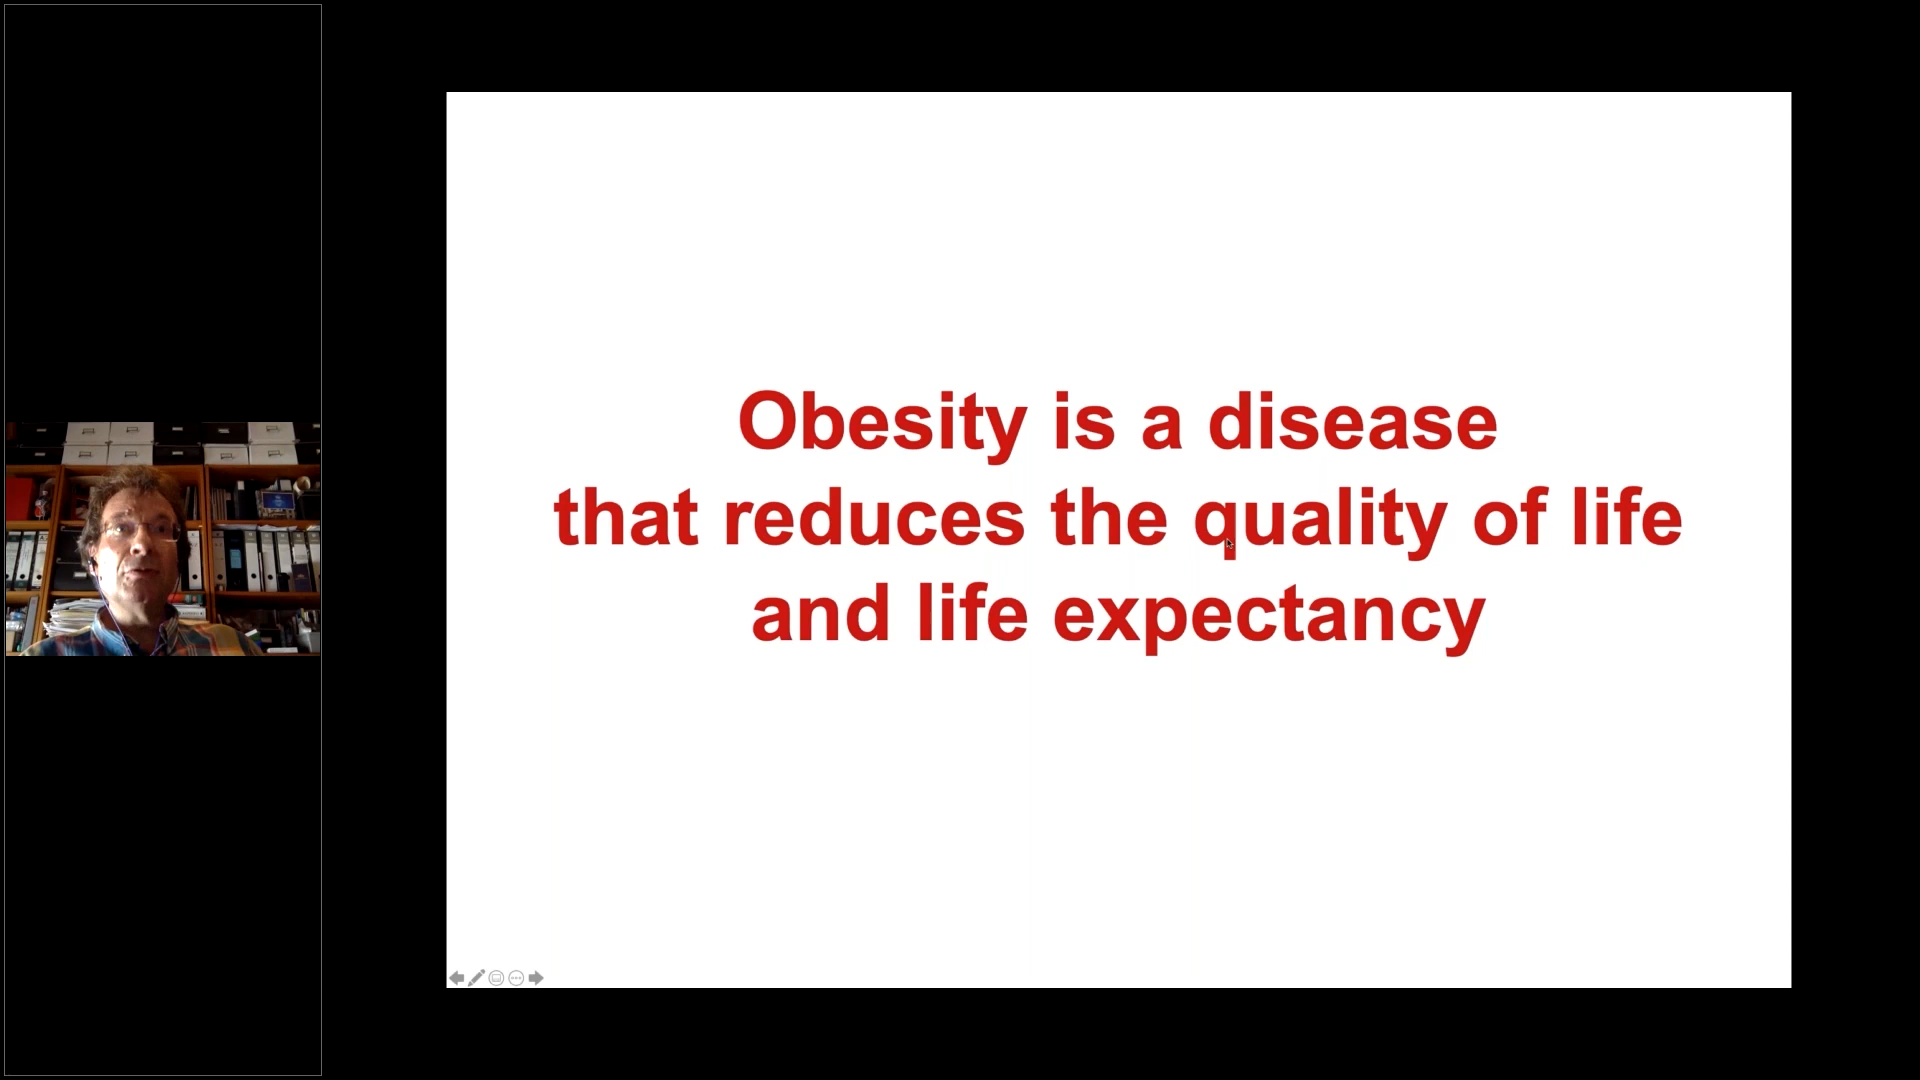 Obesity is a disease
that reduces the quality of life
and life expectancy